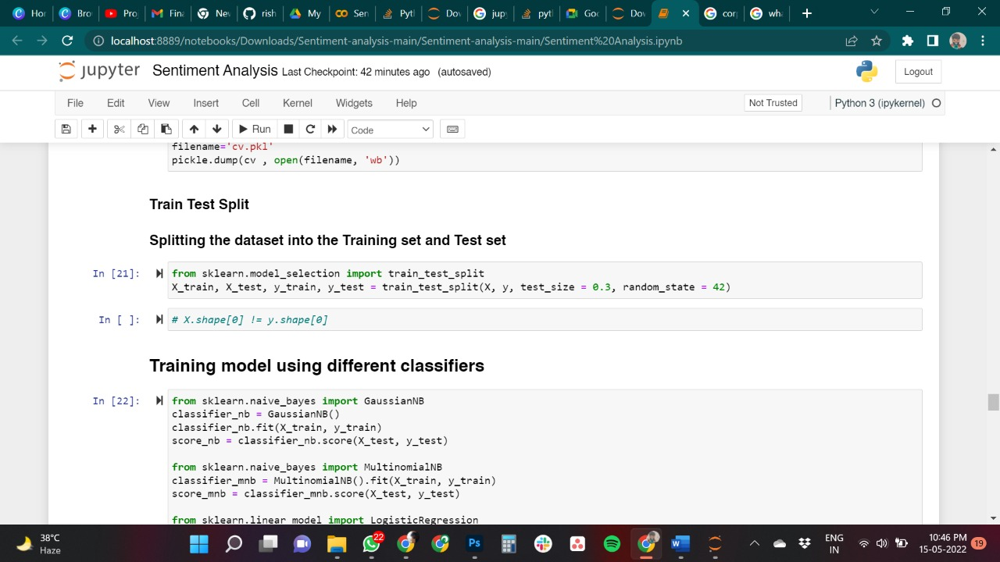 Hor
Bro
Proj
Fina
Nev
rish
My
Sen
Pytl
Dov
jup
pytl
Goo
Dov
cor
wha
localhost:8889/notebooks/Downloads/Sentiment-analysis-main/Sentiment-analysis-main/Sentiment%20Analysis.ipynb
jupyter Sentiment Analysis Last Checkpoint: 42 minutes ago (autosaved)
Logout
File Edit View Insert Cell Kernel Widgets Help
Not Trusted
Python 3 (ipykernel)
Run
Code
filename='cv.pkl'
pickle.dump(cv , open(filename, 'wb'))
Train Test Split
Splitting the dataset into the Training set and Test set
In [21]:
from sklearn.model_selection import train_test_split
X_train, X_test, y_train, y_test = train_test_split(X, y, test_size = 0.3, random_state = 42)
In [ ]:
# X.shape[0] != y.shape[0]
Training model using different classifiers
In [22]:
from sklearn.naive_bayes import GaussianNB
classifier_nb = GaussianNB()
classifier_nb.fit(X_train, y_train)
score_nb = classifier_nb.score(X_test, y_test)
from sklearn.naive_bayes import MultinomialNB
classifier_mnb = MultinomialNB().fit(X_train, y_train)
score_mnb = classifier_mnb.score(X_test, y_test)
from sklearn.linear_model import LogisticRegression
38°C
Haze
22
Ps
ENG
IN
10:46 PM
15-05-2022
19